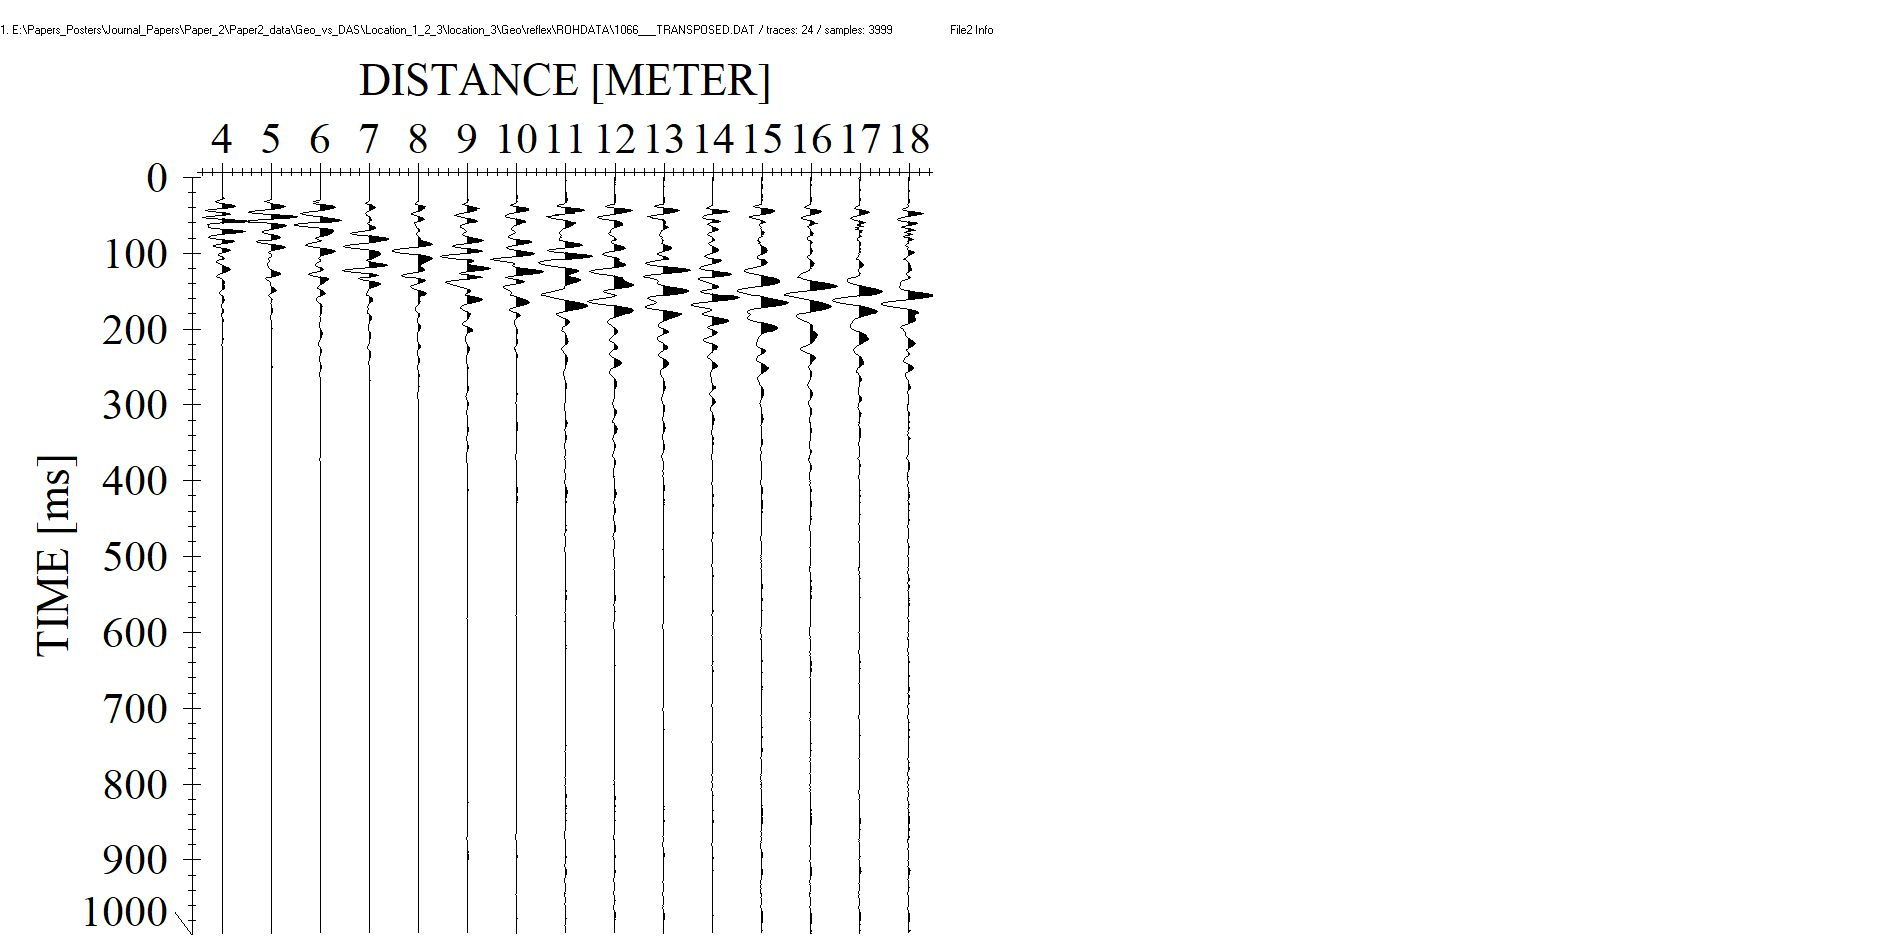 1. E:\Papers_Posters\Journal_Papers\Paper_2\Paper2_data\Geo_vs_DAS\Location_1_2_3\location_3\Geo\reflex\ROHDATA\1066___TRANSPOSED.DAT / traces: 24 / samples: 3999 File2 Info
DISTANCE [METER]
4 5 6 7 8 9 10 11 12 13 14 15 16 17 18
0
100
200
300
400
500
600
700
800
900
1000
TIME [ms]